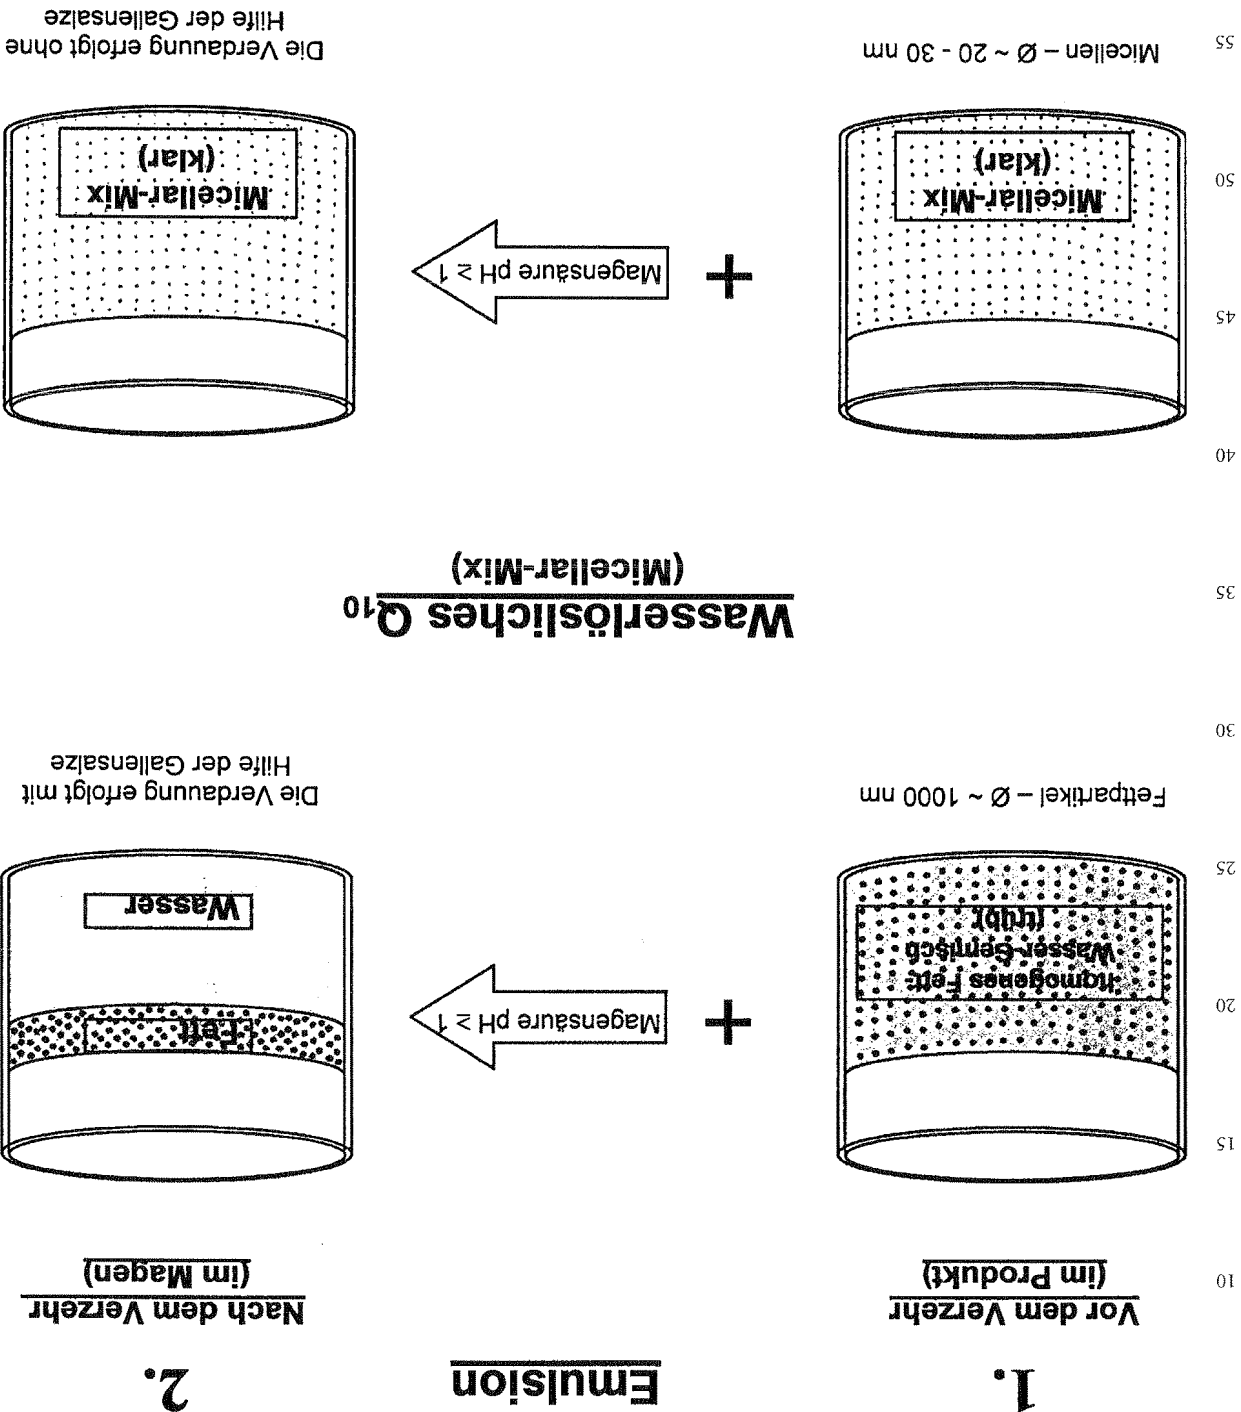 1.
Emulsion
2.
Vor dem Verzehr
(im Produkt)
Nach dem Verzehr
(im Magen)
10
15
20
25
30
35
40
45
50
55
homogenes Fett-
Wasser-Gemisch
(trüb)
+
Magensäure pH ≥ 1
Fett
Wasser
Fettpartikel – Ø ~ 1000 nm
Die Verdauung erfolgt mit
Hilfe der Gallensalze
Wasserlösliches Q10
(Micellar-Mix)
Micellar-Mix
(klar)
+
Magensäure pH ≥ 1
Micellar-Mix
(klar)
Micellen – Ø ~ 20 - 30 nm
Die Verdauung erfolgt ohne
Hilfe der Gallensalze